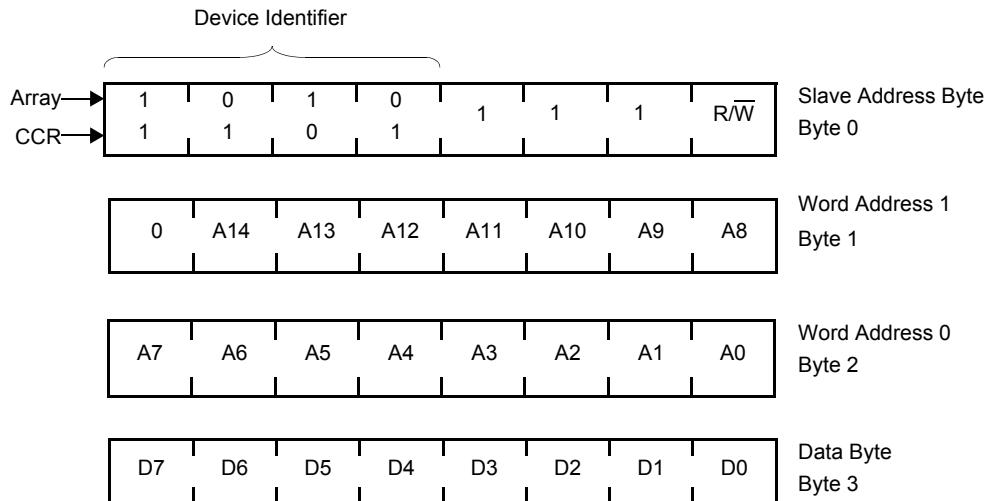 Device Identifier
Array 1 0 1 0 1 1 1 R/W̅ Slave Address Byte
CCR 1 1 0 1 Byte 0
Word Address 1
0 A14 A13 A12 A11 A10 A9 A8 Byte 1
Word Address 0
A7 A6 A5 A4 A3 A2 A1 A0 Byte 2
Data Byte
D7 D6 D5 D4 D3 D2 D1 D0 Byte 3